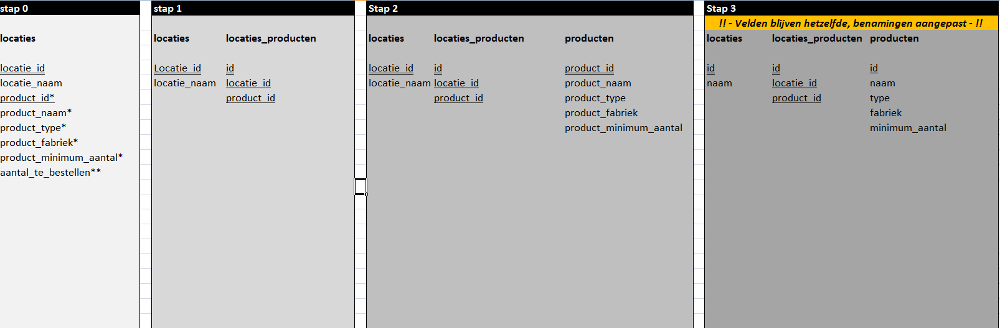 stap 0
locaties
locatie_id
locatie_naam
product_id*
product_naam*
product_type*
product_fabriek*
product_minimum_aantal*
aantal_te_bestellen**
stap 1
locaties locaties_producten
Locatie_id id
locatie_naam locatie_id
product_id
Stap 2
locaties locaties_producten producten
locatie_id id product_id
locatie_naam locatie_id product_naam
product_id product_type
product_fabriek
product_minimum_aantal
Stap 3
!! - Velden blijven hetzelfde, benamingen aangepast - !!
locaties locaties_producten producten
id id id
naam locatie_id naam
product_id type
fabriek
minimum_aantal